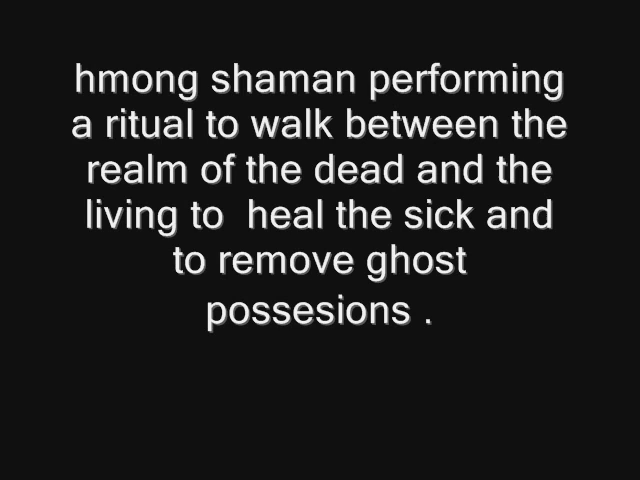 hmong shaman performing
a ritual to walk between the
realm of the dead and the
living to  heal the sick and
to remove ghost
possesions .